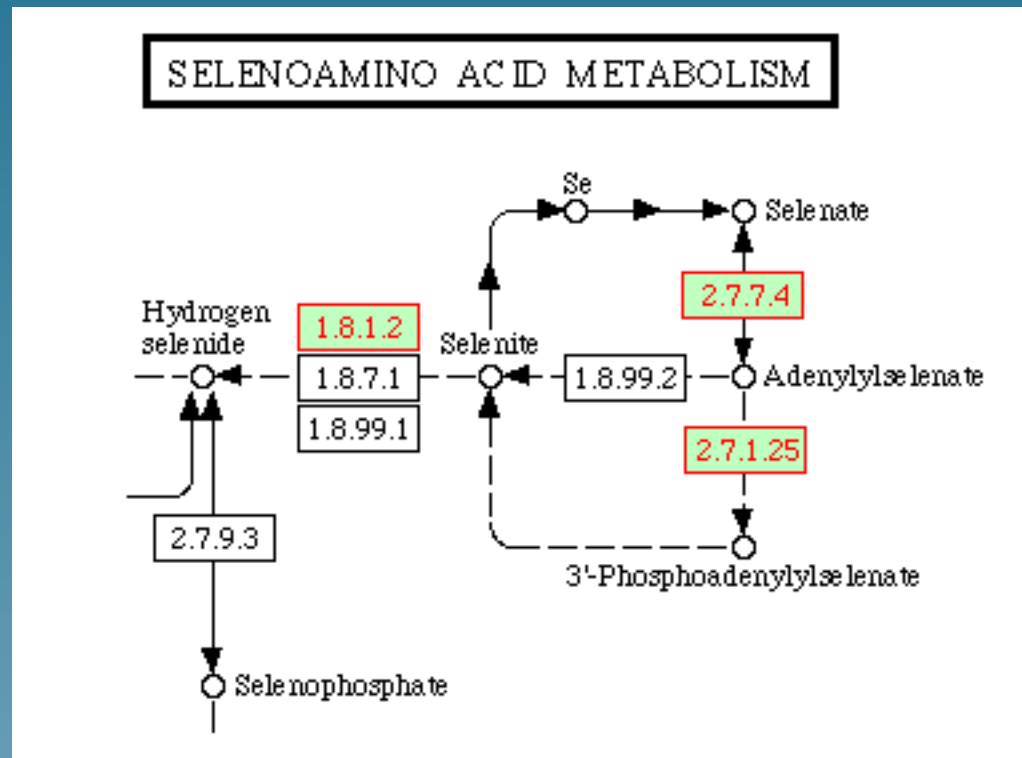 SELENOAMINO ACID METABOLISM
Se
Selenate
2.7.7.4
Hydrogen
selenide
1.8.1.2
Selenite
1.8.7.1
1.8.99.2
Adenylylselenate
1.8.99.1
2.7.1.25
2.7.9.3
3'-Phosphoadenylylselenate
Selenophosphate